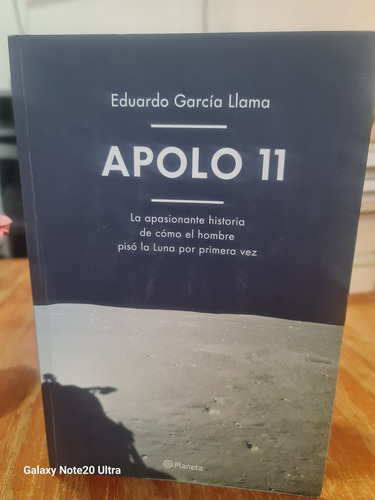 Eduardo García Llama
APOLO 11
La apasionante historia
de cómo el hombre
pisó la Luna por primera vez
Planeta
Galaxy Note20 Ultra